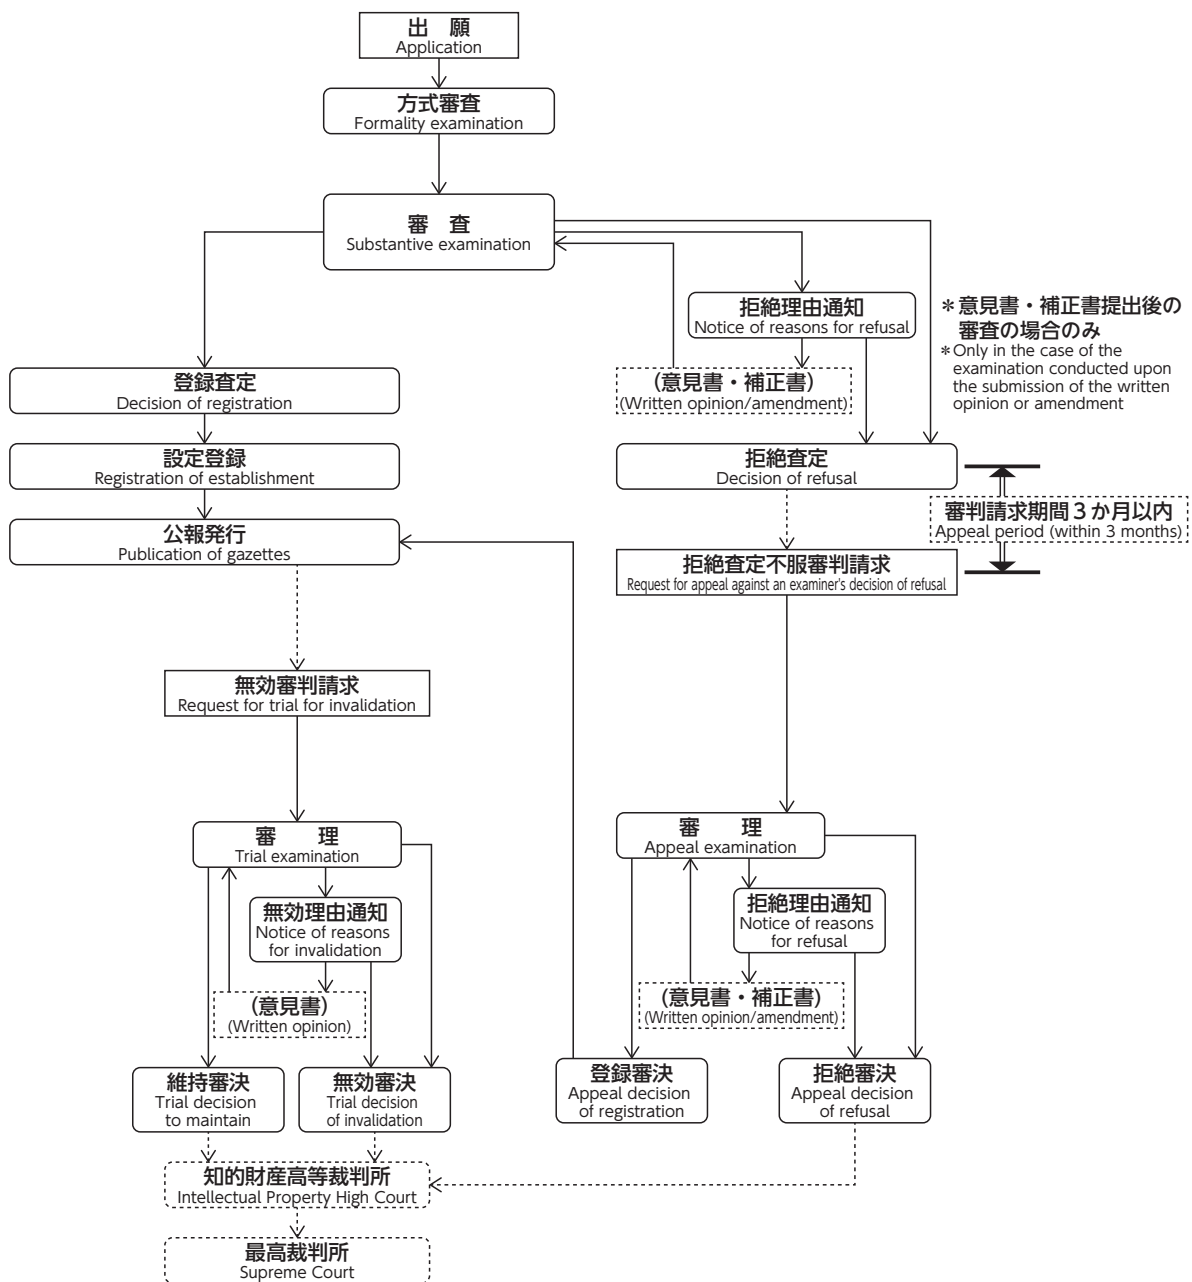 出 願
Application
方式審査
Formality examination
審 査
Substantive examination
拒絶理由通知
Notice of reasons for refusal
＊意見書・補正書提出後の
審査の場合のみ
＊Only in the case of the
examination conducted upon
the submission of the written
opinion or amendment
(意見書・補正書)
(Written opinion/amendment)
登録査定
Decision of registration
設定登録
Registration of establishment
拒絶査定
Decision of refusal
審判請求期間３か月以内
Appeal period (within 3 months)
公報発行
Publication of gazettes
拒絶査定不服審判請求
Request for appeal against an examiner's decision of refusal
無効審判請求
Request for trial for invalidation
審 理
Trial examination
審 理
Appeal examination
無効理由通知
Notice of reasons
for invalidation
拒絶理由通知
Notice of reasons
for refusal
(意見書)
(Written opinion)
(意見書・補正書)
(Written opinion/amendment)
維持審決
Trial decision
to maintain
無効審決
Trial decision
of invalidation
登録審決
Appeal decision
of registration
拒絶審決
Appeal decision
of refusal
知的財産高等裁判所
Intellectual Property High Court
最高裁判所
Supreme Court